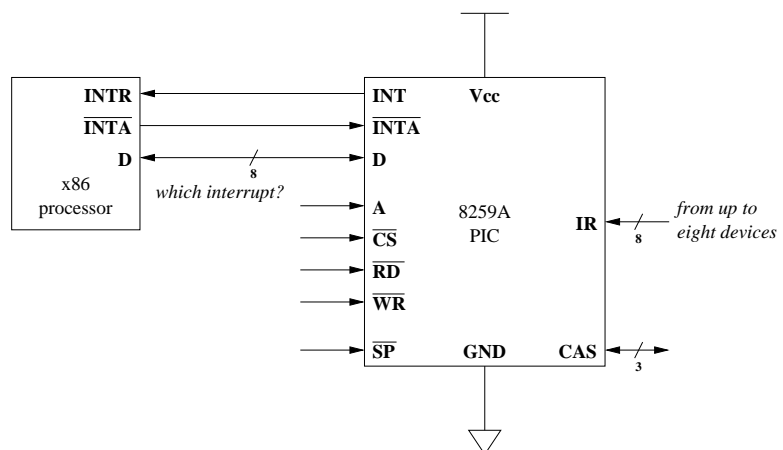 INTR
INT
Vcc
INTA
INTA
D
D
8
x86
processor
which interrupt?
A
8259A
PIC
IR
8
from up to
eight devices
CS
RD
WR
SP
GND
CAS
3